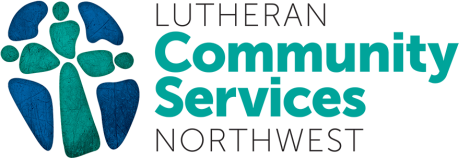 LUTHERAN
Community
Services
NORTHWEST